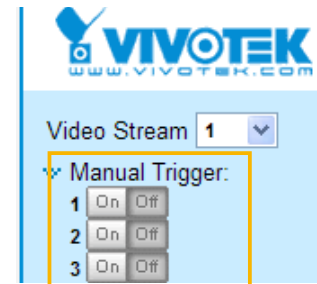 VIVOTEK
www.vivotek.com
Video Stream 1
Manual Trigger:
1 On Off
2 On Off
3 On Off